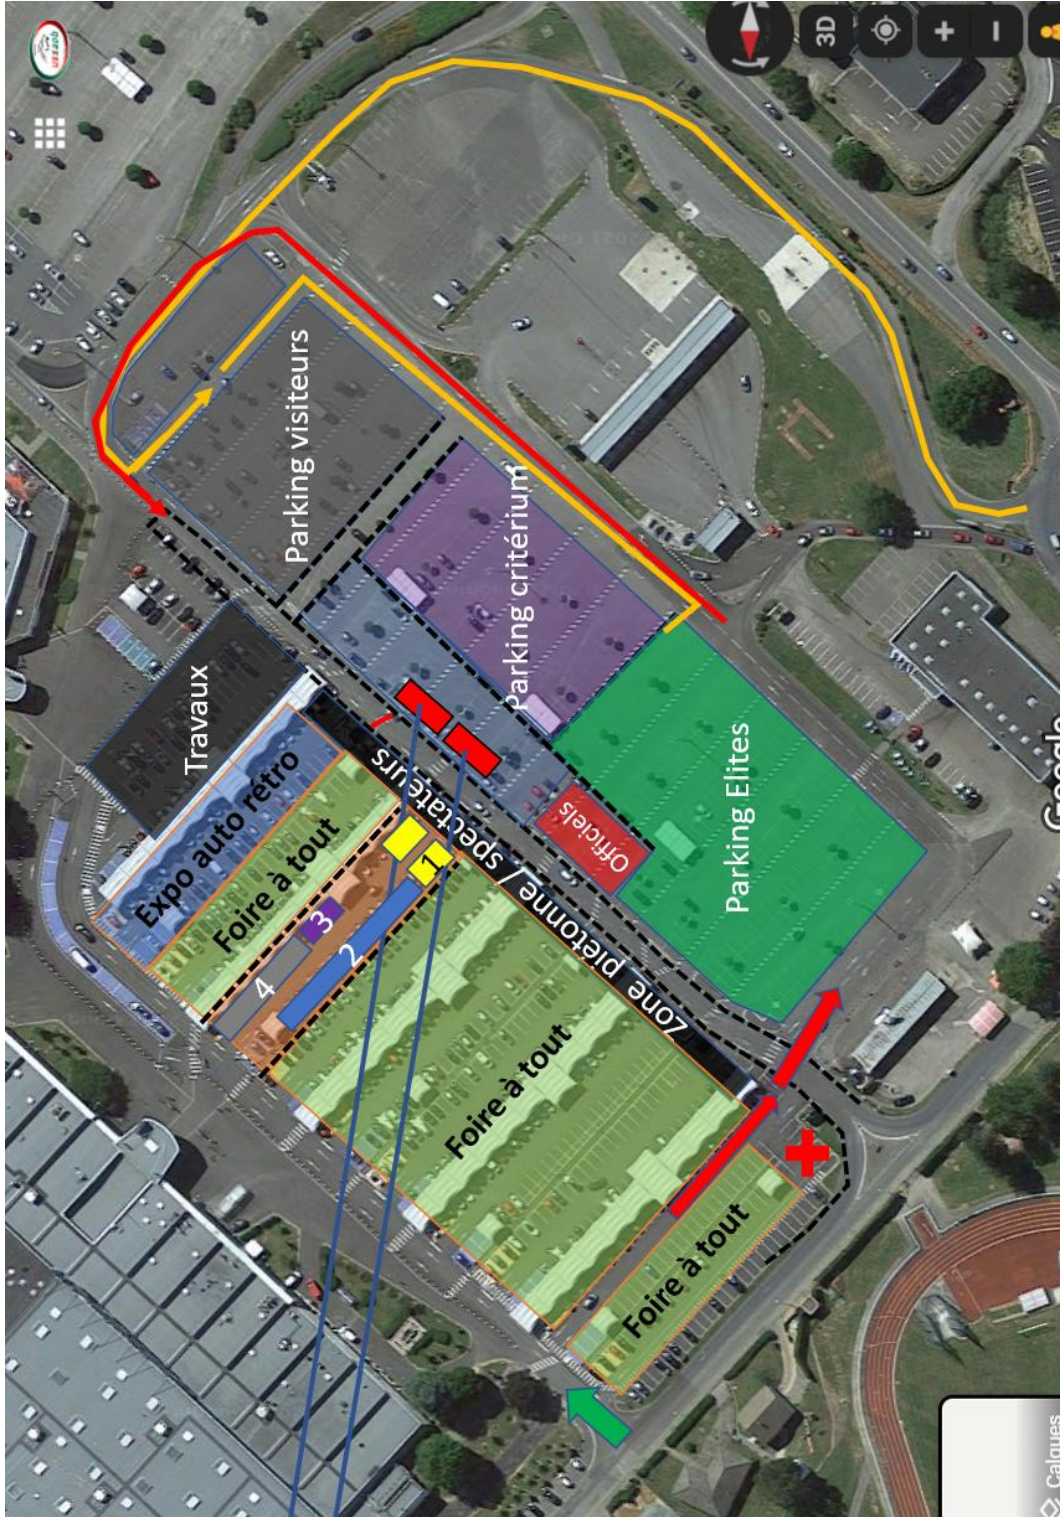 3D
Travaux
Parking visiteurs
Expo auto rétro
Foire à tout
4
3
2
1
Zone piétonne / spectateurs
Parking critérium
Officiels
Parking Elites
Foire à tout
Foire à tout
Google
Calques